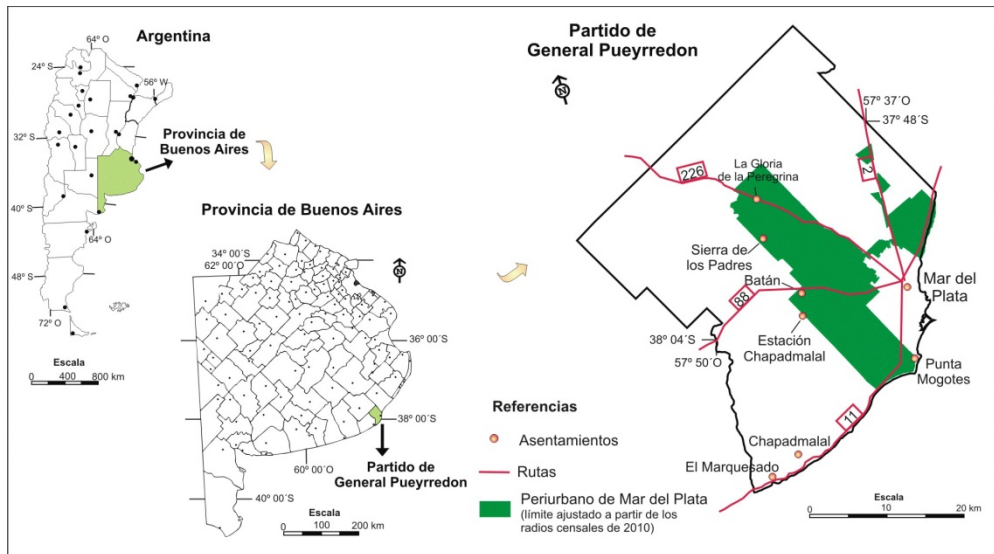 Argentina
64º O
24º S
56º W
32º S
Provincia de
Buenos Aires
40º S
64º O
48º S
72º O
Escala
0 400 800 km
Provincia de Buenos Aires
34º 00´S
62º 00´O
N
36º 00´S
38º 00´S
60º 00´O
Partido de
General Pueyrredon
40º 00´S
Escala
0 100 200 km
Partido de
General Pueyrredon
N
57º 37´O
37º 48´S
226
2
La Gloria
de la Peregrina
Sierra de
los Padres
Batán
Mar del
Plata
88
38º 04´S
57º 50´O
Estación
Chapadmalal
Punta
Mogotes
11
Chapadmalal
El Marquesado
Referencias
Asentamientos
Rutas
Periurbano de Mar del Plata
(límite ajustado a partir de los
radios censales de 2010)
Escala
0 10 20 km